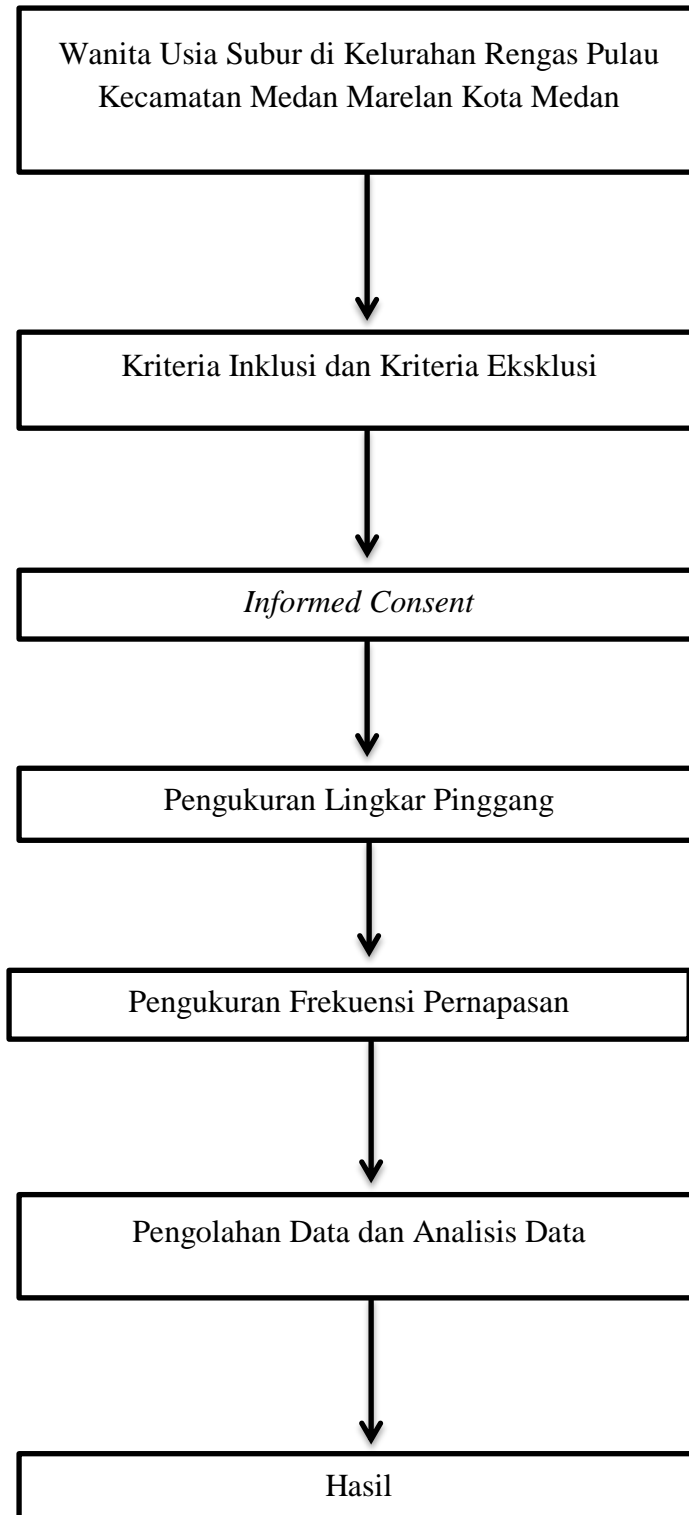 Wanita Usia Subur di Kelurahan Rengas Pulau
Kecamatan Medan Marelan Kota Medan
Kriteria Inklusi dan Kriteria Eksklusi
Informed Consent
Pengukuran Lingkar Pinggang
Pengukuran Frekuensi Pernapasan
Pengolahan Data dan Analisis Data
Hasil